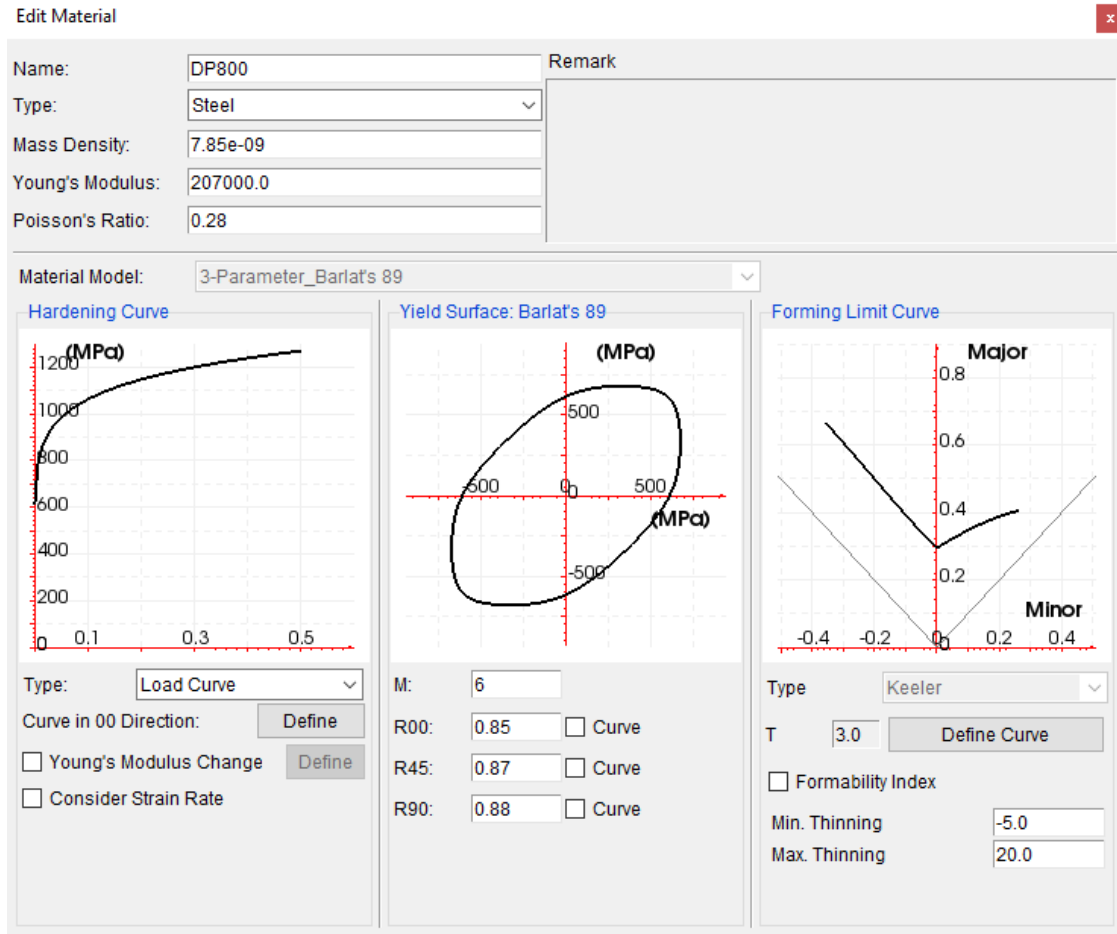 Edit Material
x
Name: DP800
Remark
Type: Steel
Mass Density: 7.85e-09
Young's Modulus: 207000.0
Poisson's Ratio: 0.28
Material Model: 3-Parameter_Barlat's 89
Hardening Curve
(MPa)
1200
1000
800
600
400
200
0 0.1 0.3 0.5
Type: Load Curve
Curve in 00 Direction: Define
Young's Modulus Change Define
Consider Strain Rate
Yield Surface: Barlat's 89
(MPa)
500
-500 0 500
(MPa)
-500
M: 6
R00: 0.85 Curve
R45: 0.87 Curve
R90: 0.88 Curve
Forming Limit Curve
Major
0.8
0.6
0.4
0.2
Minor
-0.4 -0.2 0 0.2 0.4
Type Keeler
T 3.0 Define Curve
Formability Index
Min. Thinning -5.0
Max. Thinning 20.0